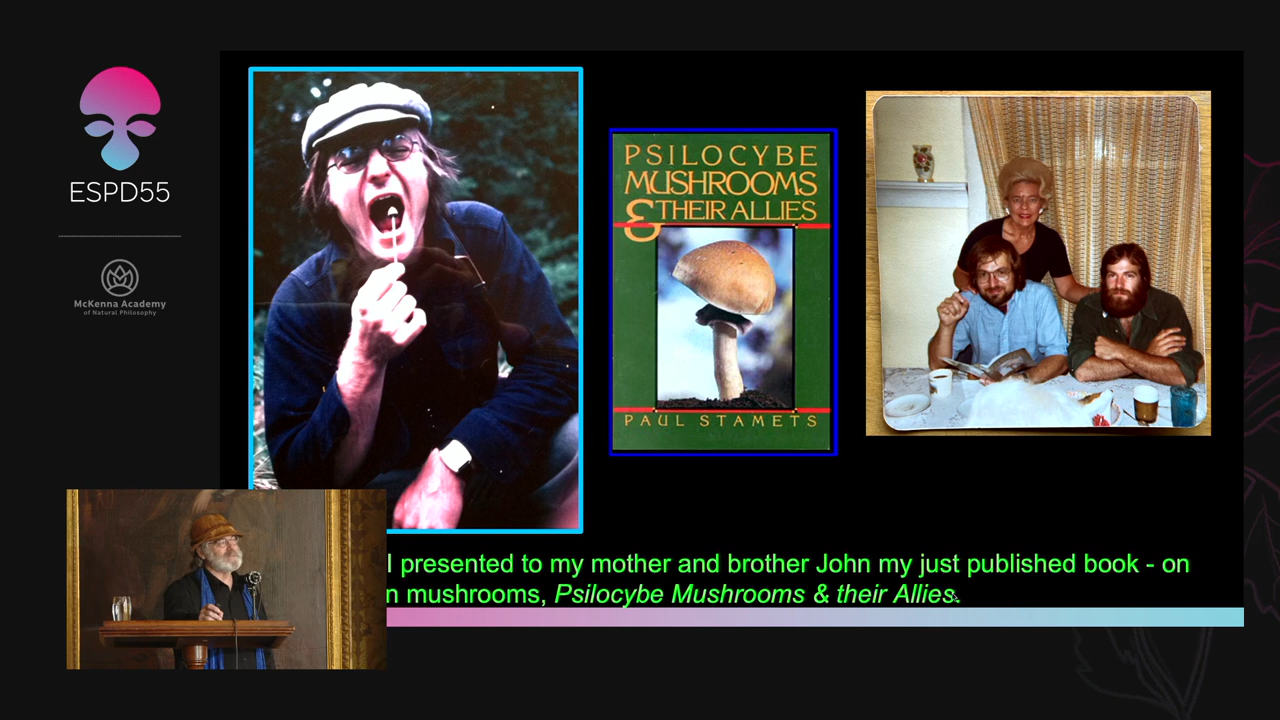 ESPD55
McKenna Academy
of Natural Philosophy
PSILOCYBE
MUSHROOMS
& THEIR ALLIES
PAUL STAMETS
I presented to my mother and brother John my just published book - on
n mushrooms, Psilocybe Mushrooms & their Allies.